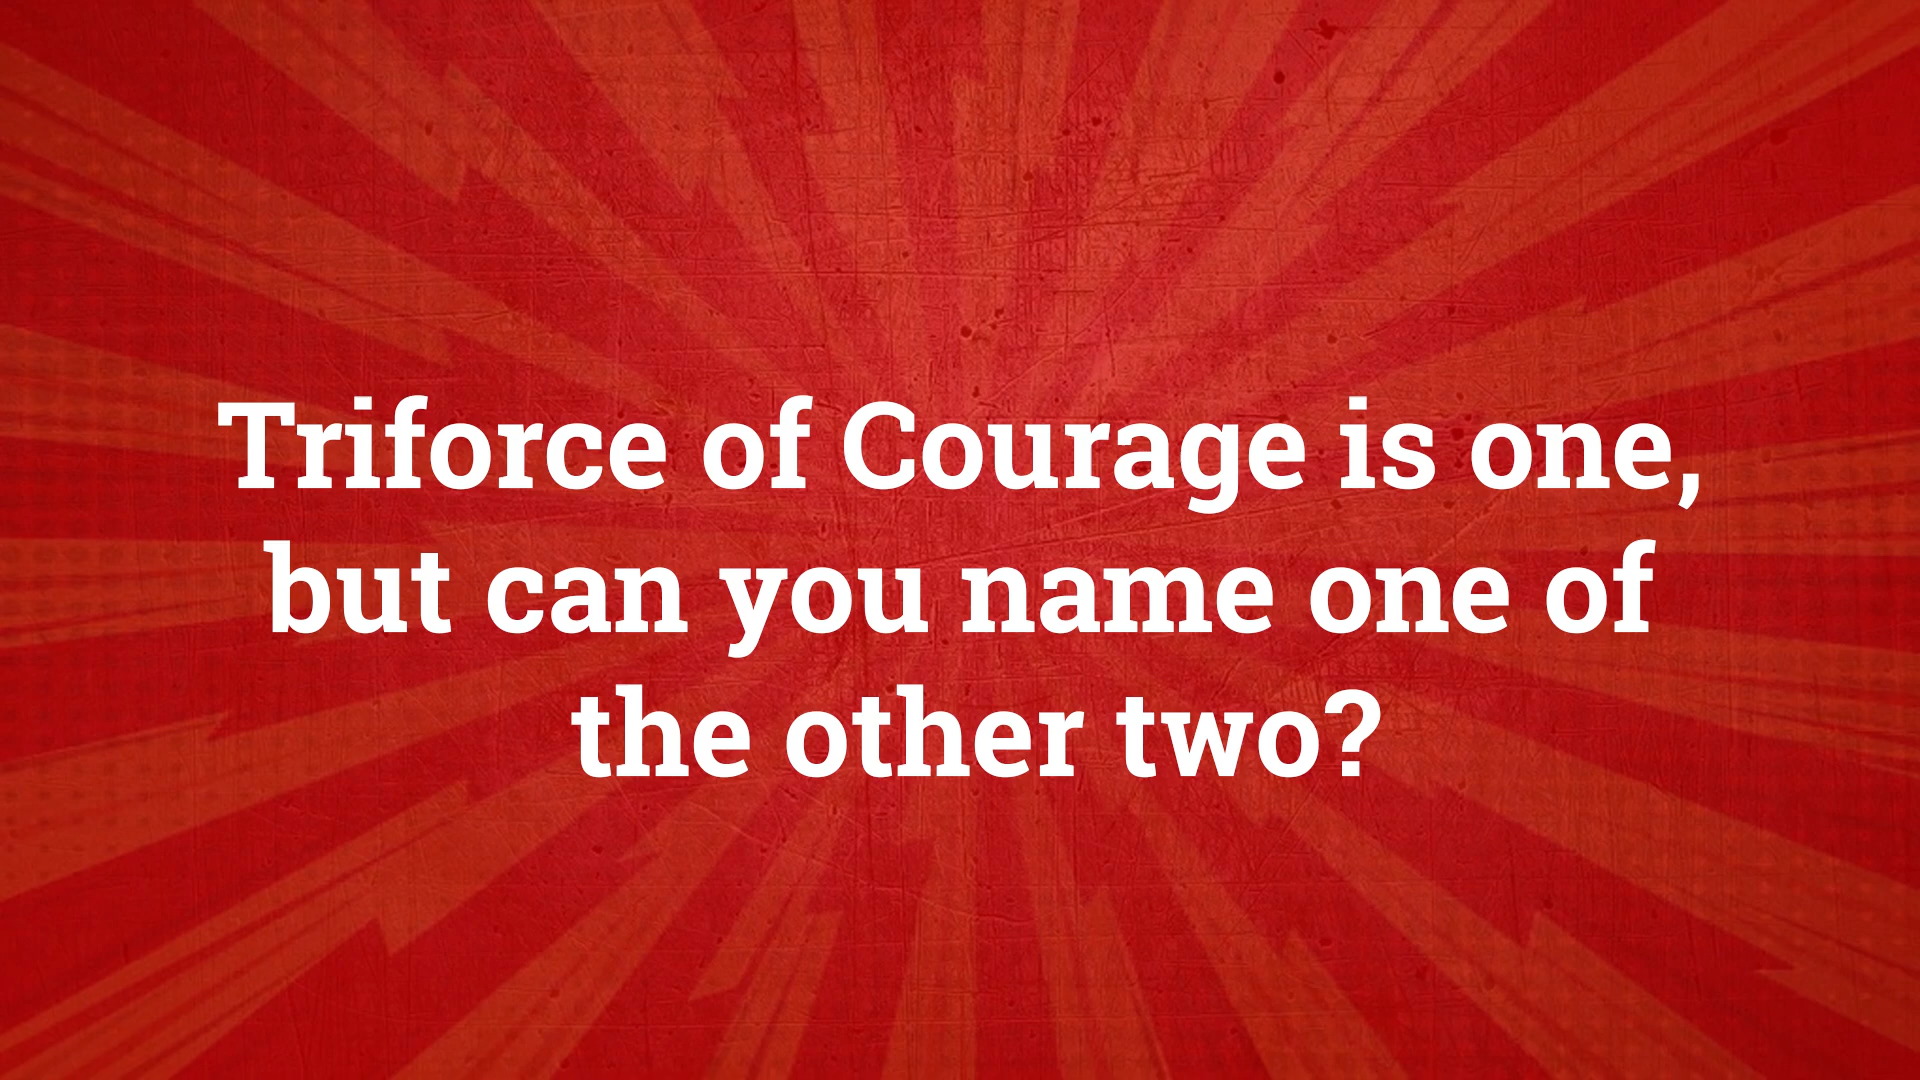 Triforce of Courage is one,
but can you name one of
the other two?